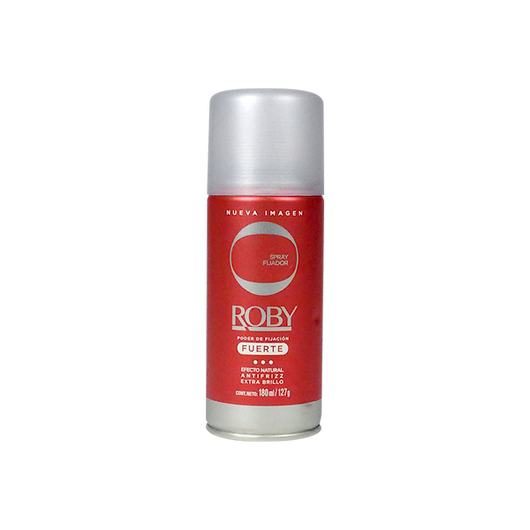 NUEVA IMAGEN
SPRAY
FIJADOR
ROBY
PODER DE FIJACIÓN
FUERTE
EFECTO NATURAL
ANTIFRIZZ
EXTRA BRILLO
CONT. NETO: 180 ml / 127 g